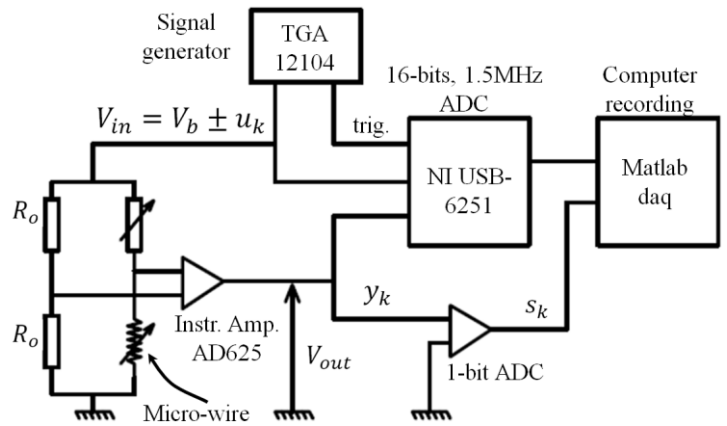 Signal
generator
TGA
12104
16-bits, 1.5MHz
ADC
Computer
recording
V_in = V_b ± u_k
trig.
NI USB-
6251
Matlab
daq
R_o
R_o
Instr. Amp.
AD625
V_out
y_k
s_k
1-bit ADC
Micro-wire